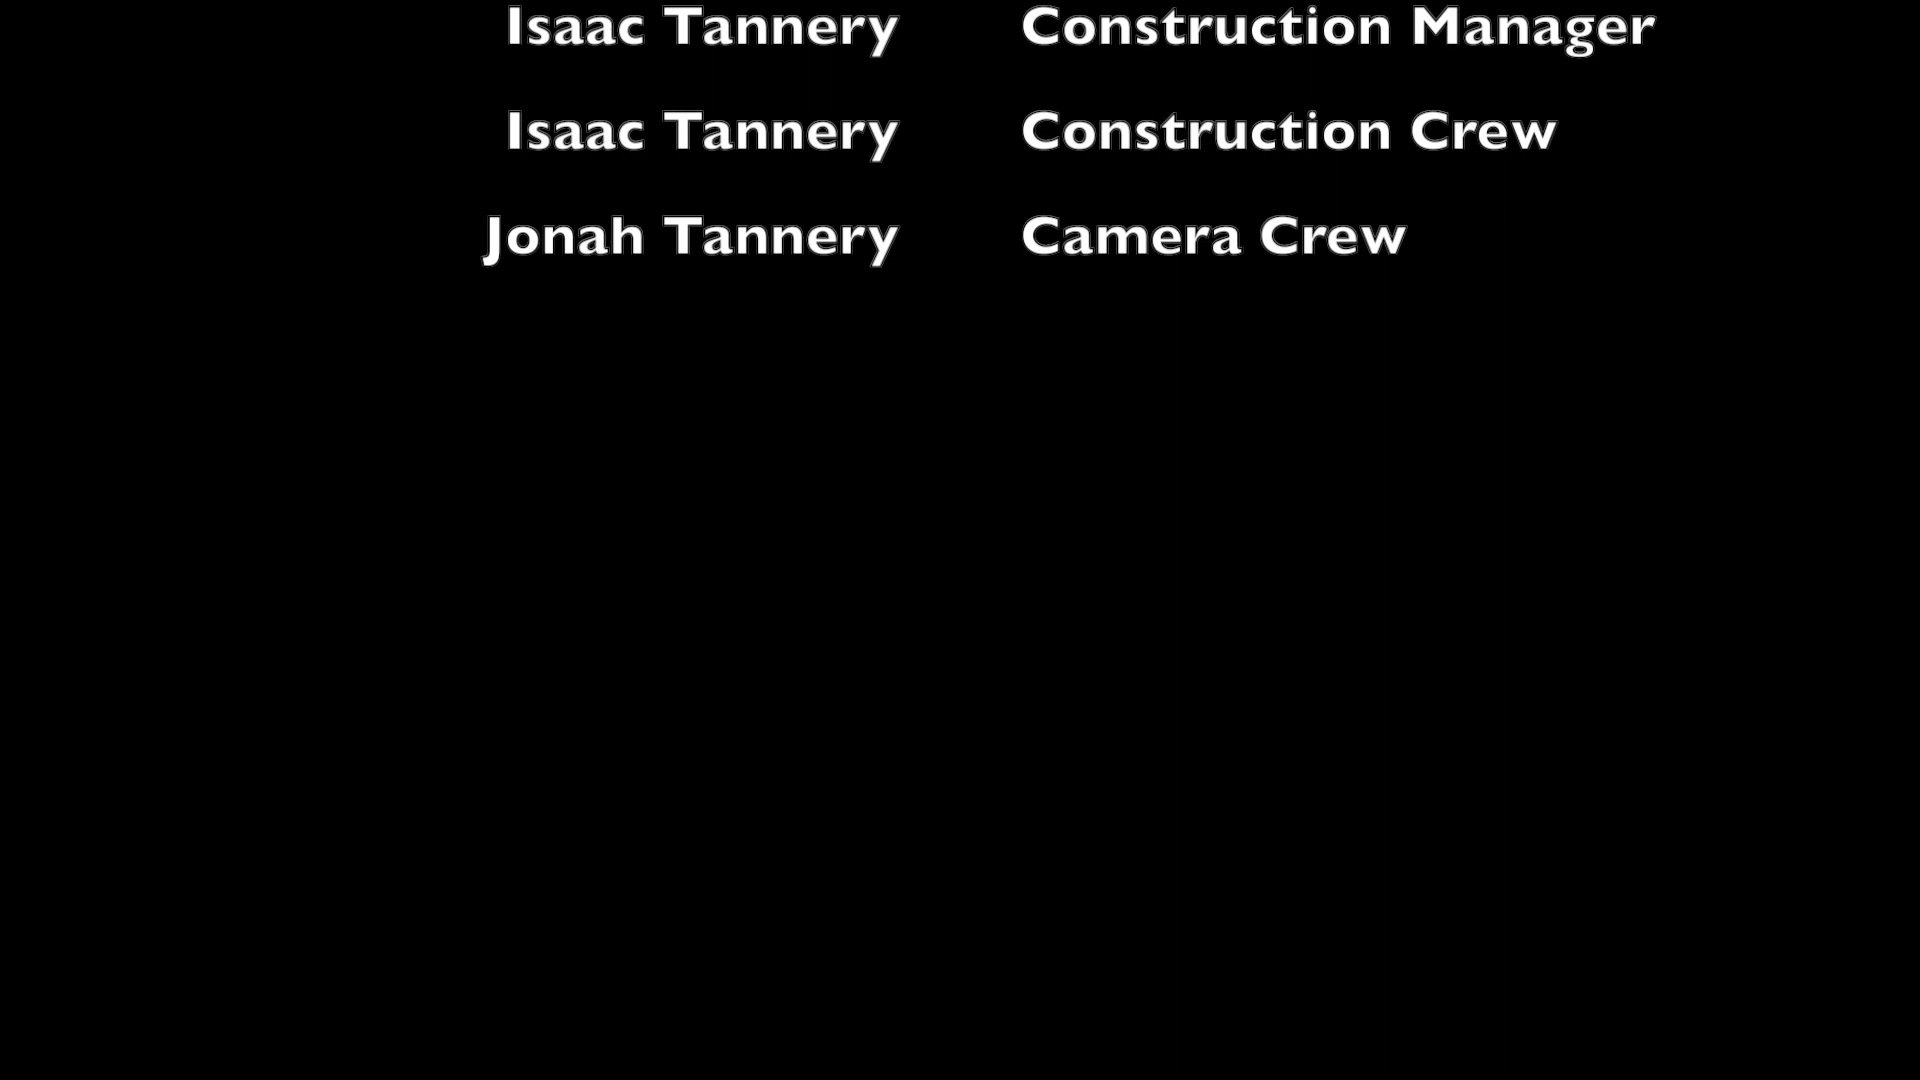 Isaac Tannery Construction Manager
Isaac Tannery Construction Crew
Jonah Tannery Camera Crew